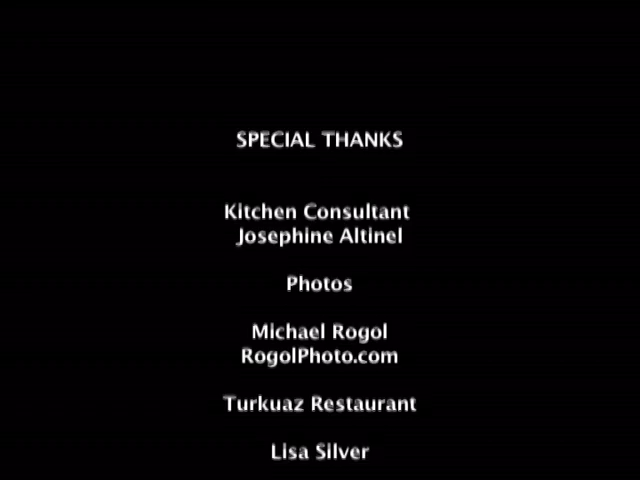 SPECIAL THANKS
Kitchen Consultant
Josephine Altinel
Photos
Michael Rogol
RogolPhoto.com
Turkuaz Restaurant
Lisa Silver